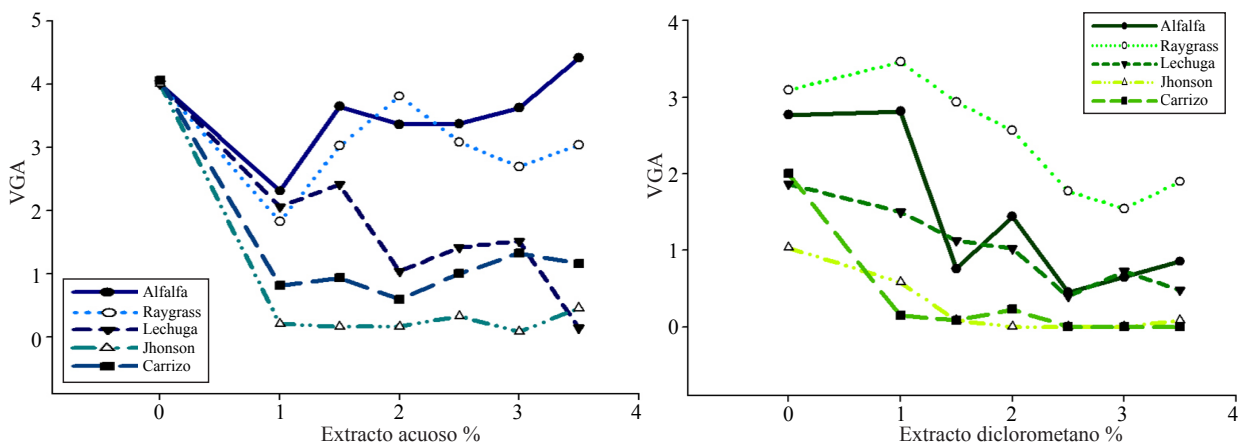 5
4
3
2
1
0
VGA
Alfalfa
Raygrass
Lechuga
Jhonson
Carrizo
0 1 2 3 4
Extracto acuoso %
4
3
2
1
0
VGA
Alfalfa
Raygrass
Lechuga
Jhonson
Carrizo
0 1 2 3 4
Extracto diclorometano %